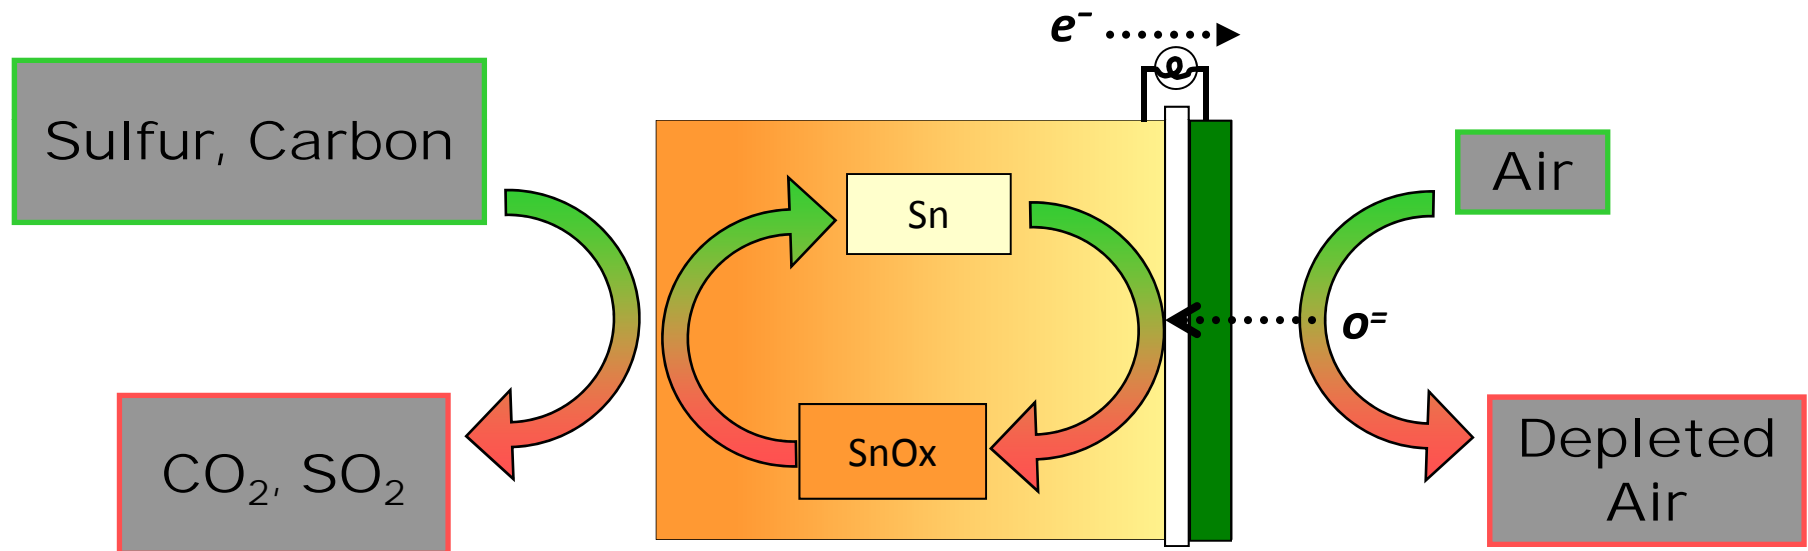 e⁻
Sulfur, Carbon
Air
Sn
o⁼
SnOx
CO₂, SO₂
Depleted
Air